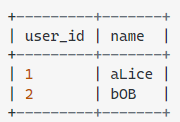 +---------+-------+
| user_id | name  |
+---------+-------+
| 1       | aLice |
| 2       | bOB   |
+---------+-------+